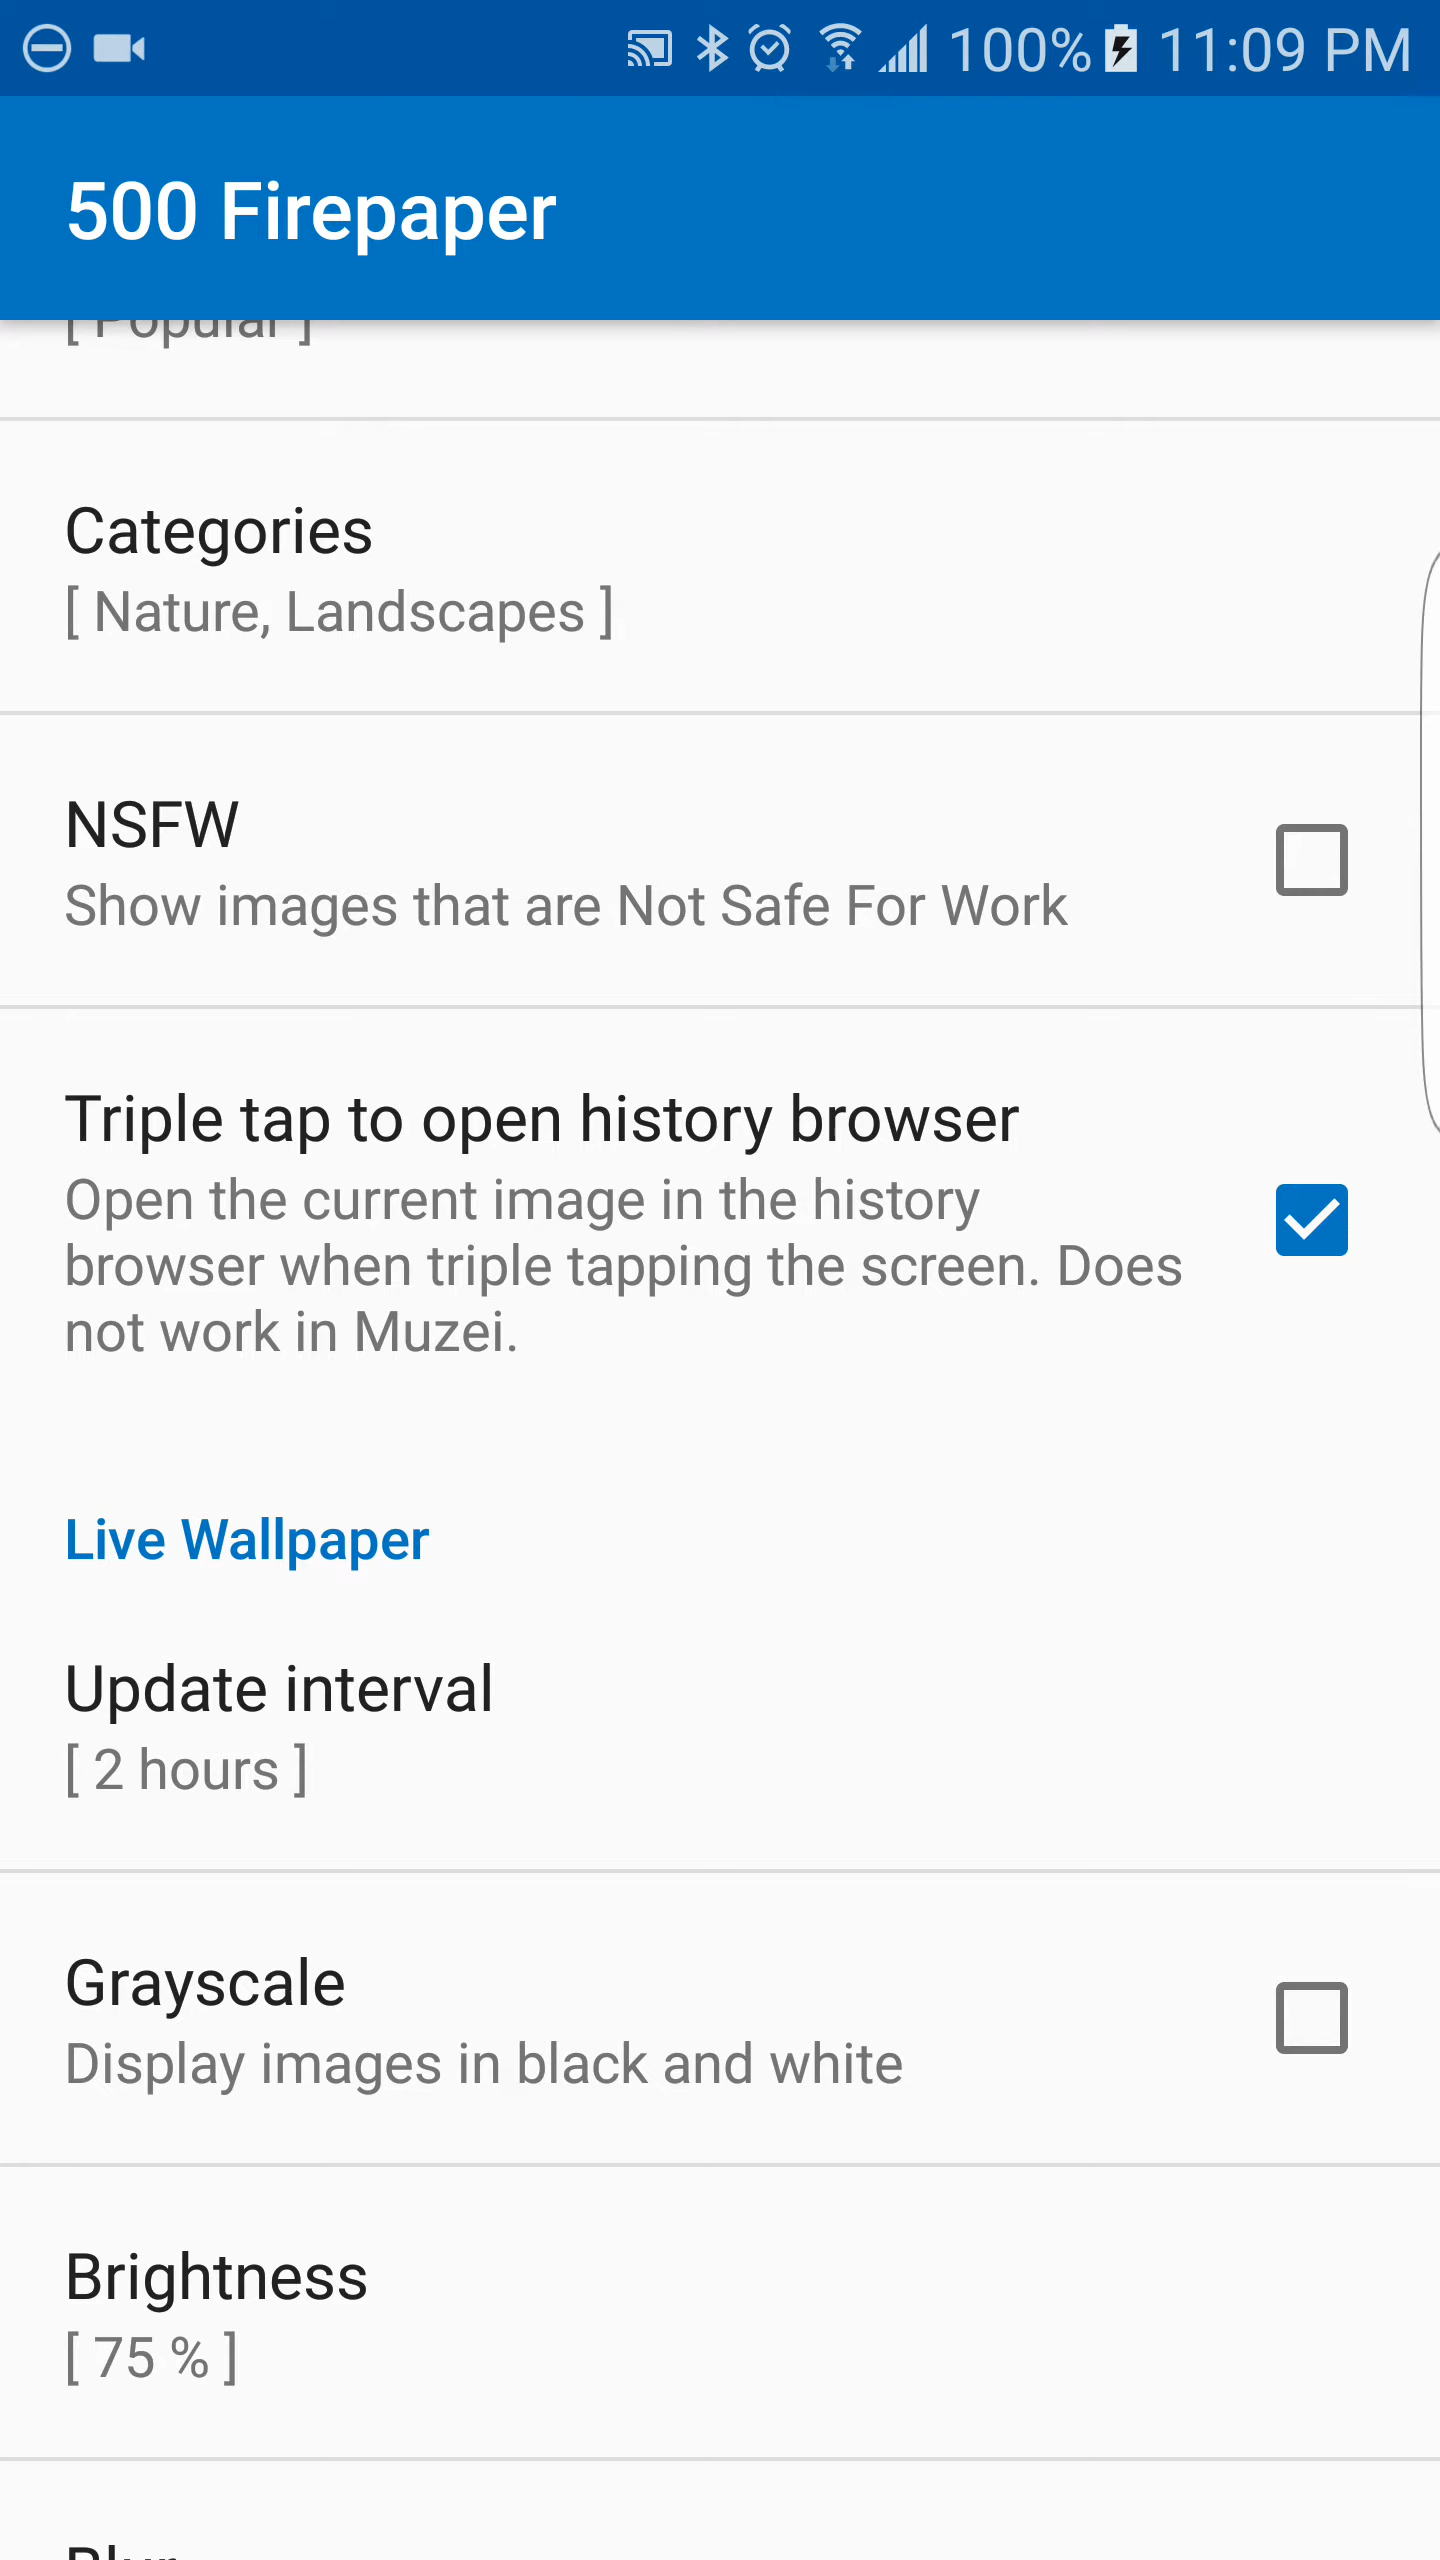 100% 11:09 PM
500 Firepaper
[ Popular ]
Categories
[ Nature, Landscapes ]
NSFW
Show images that are Not Safe For Work
Triple tap to open history browser
Open the current image in the history
browser when triple tapping the screen. Does
not work in Muzei.
Live Wallpaper
Update interval
[ 2 hours ]
Grayscale
Display images in black and white
Brightness
[ 75 % ]
Blur